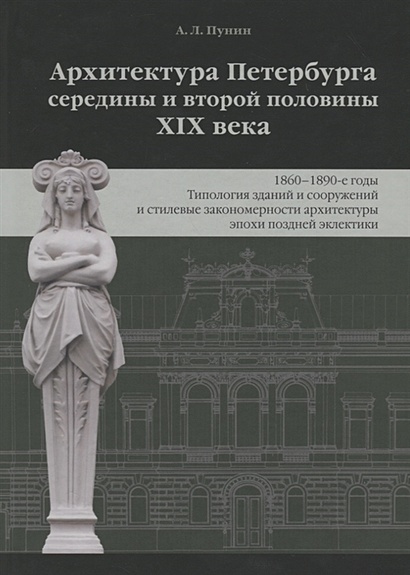 А. Л. Пунин
Архитектура Петербурга
середины и второй половины
XIX века
1860–1890-е годы
Типология зданий и сооружений
и стилевые закономерности архитектуры
эпохи поздней эклектики